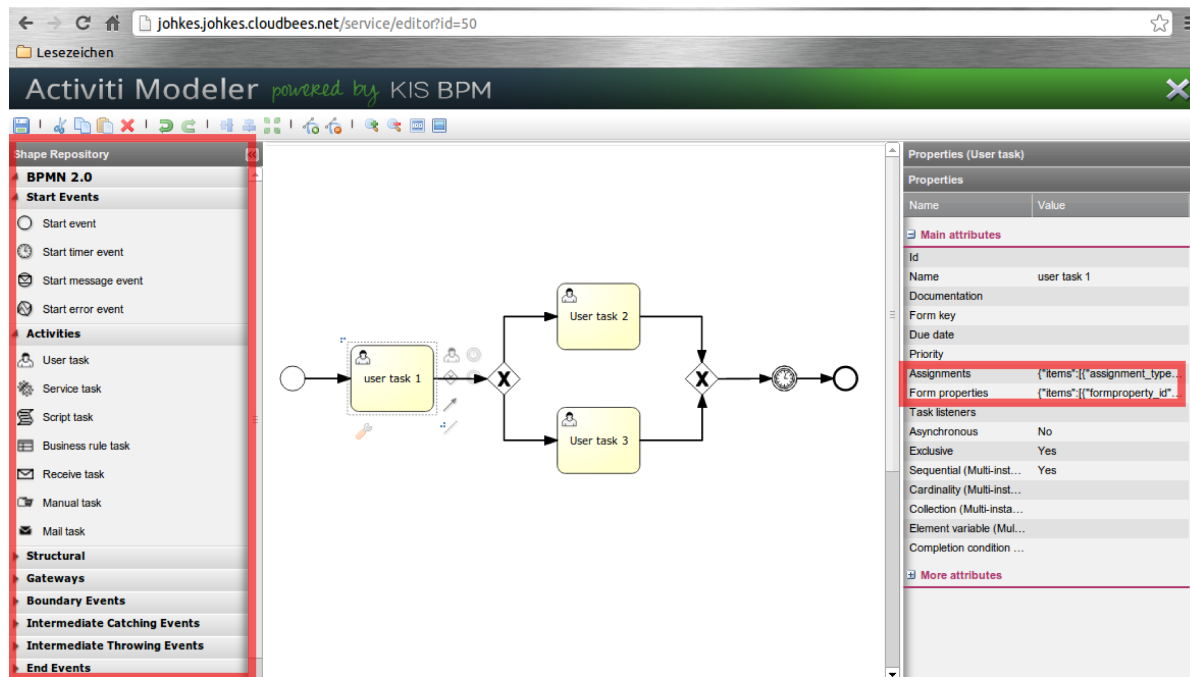 johkes.johkes.cloudbees.net/service/editor?id=50
Lesezeichen
Activiti Modeler powered by KIS BPM
Shape Repository
BPMN 2.0
Start Events
Start event
Start timer event
Start message event
Start error event
Activities
User task
Service task
Script task
Business rule task
Receive task
Manual task
Mail task
Structural
Gateways
Boundary Events
Intermediate Catching Events
Intermediate Throwing Events
End Events
user task 1
User task 2
User task 3
Properties (User task)
Properties
Name Value
Main attributes
Id
Name user task 1
Documentation
Form key
Due date
Priority
Assignments {"items":[{"assignment_type...
Form properties {"items":[{"formproperty_id"...
Task listeners
Asynchronous No
Exclusive Yes
Sequential (Multi-inst... Yes
Cardinality (Multi-inst...
Collection (Multi-insta...
Element variable (Mul...
Completion condition ...
More attributes